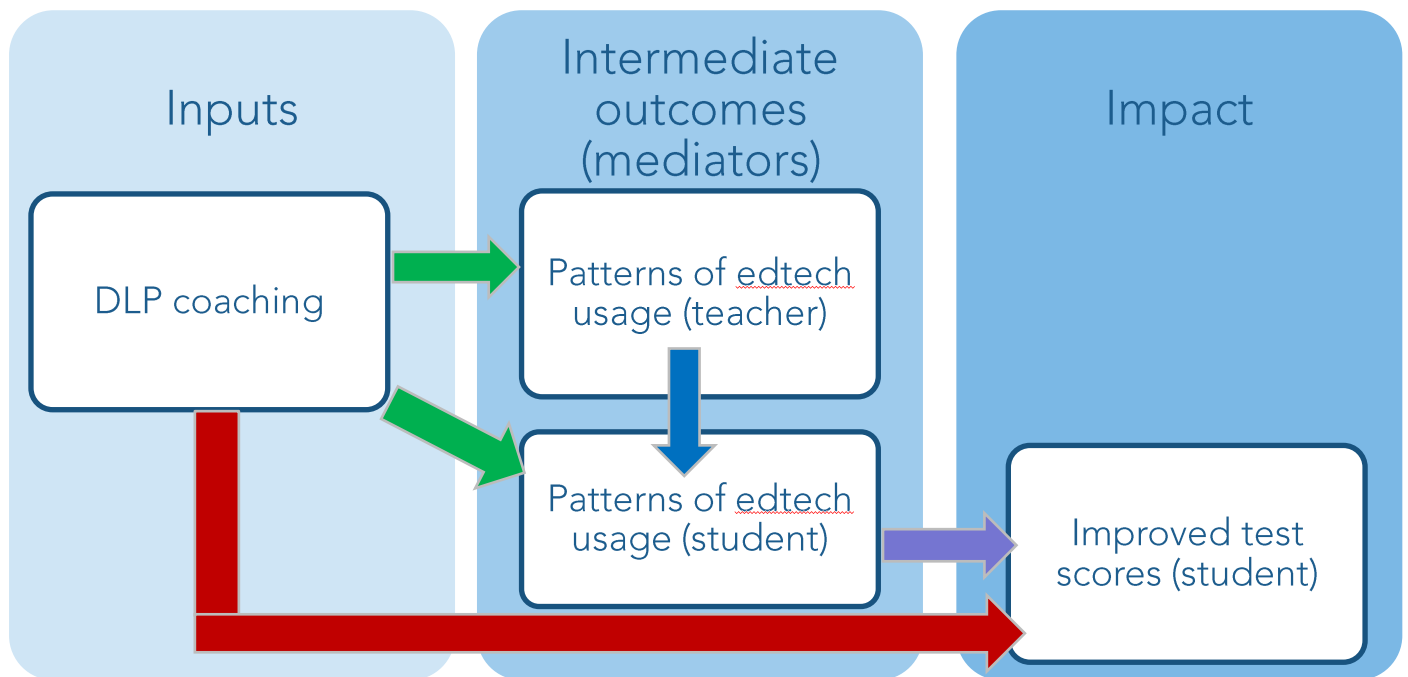 Inputs
DLP coaching
Intermediate
outcomes
(mediators)
Patterns of edtech
usage (teacher)
Patterns of edtech
usage (student)
Impact
Improved test
scores (student)